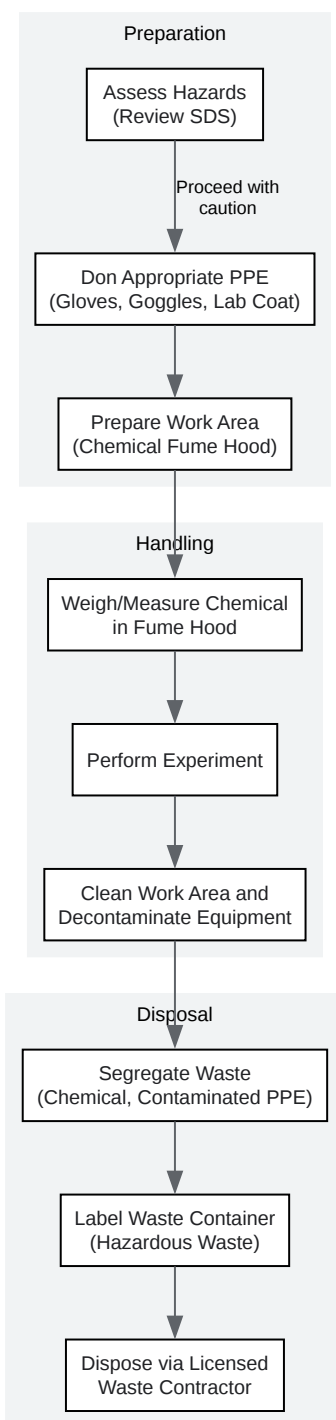 Preparation
Assess Hazards
(Review SDS)
Proceed with
caution
Don Appropriate PPE
(Gloves, Goggles, Lab Coat)
Prepare Work Area
(Chemical Fume Hood)
Handling
Weigh/Measure Chemical
in Fume Hood
Perform Experiment
Clean Work Area and
Decontaminate Equipment
Disposal
Segregate Waste
(Chemical, Contaminated PPE)
Label Waste Container
(Hazardous Waste)
Dispose via Licensed
Waste Contractor